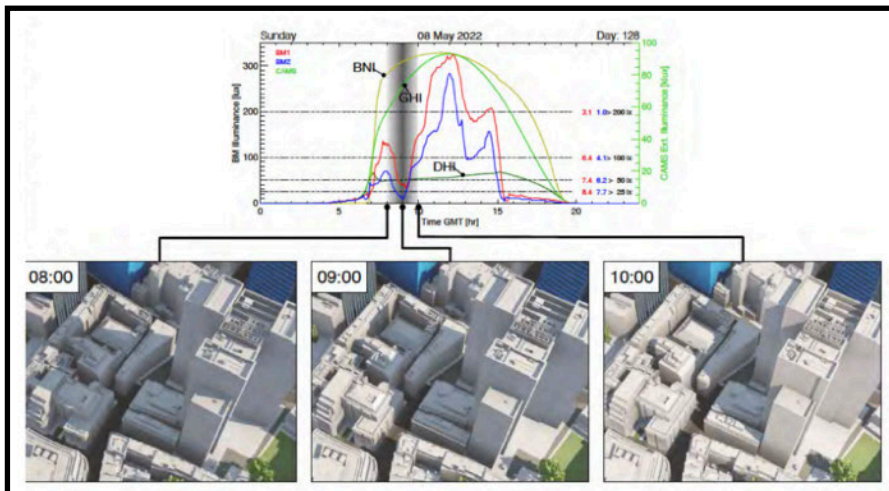 Sunday 08 May 2022 Day: 128
BM1
BM2
CAMS
BNI
GHI
DHI
300
200
100
50
25
0
BM Illuminance [lux]
100
80
60
40
20
0
CAMS Ext. Illuminance [klux]
3.1 1.0 > 200 lx
6.4 4.1 > 100 lx
7.4 6.2 > 50 lx
8.4 7.7 > 25 lx
0 5 10 15 20
Time GMT [hr]
08:00 09:00 10:00